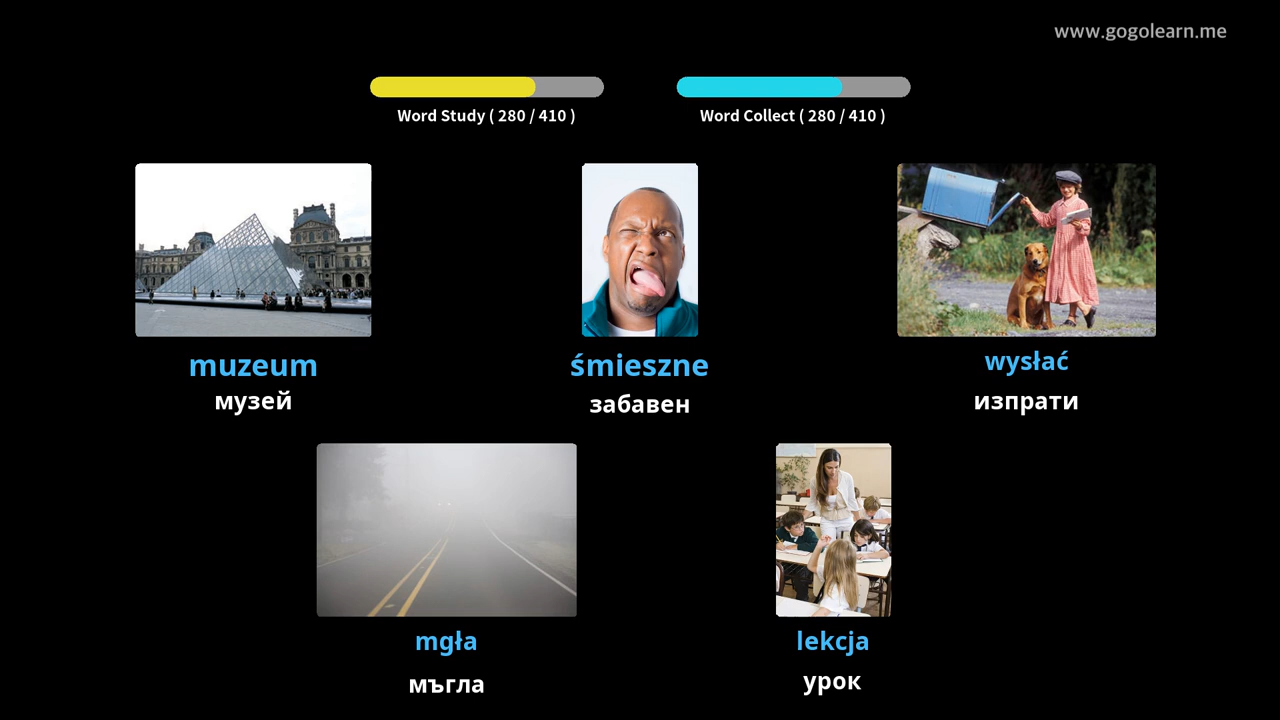 www.gogolearn.me
Word Study ( 280 / 410 )
Word Collect ( 280 / 410 )
muzeum
музей
śmieszne
забавен
wysłać
изпрати
mgła
мъгла
lekcja
урок